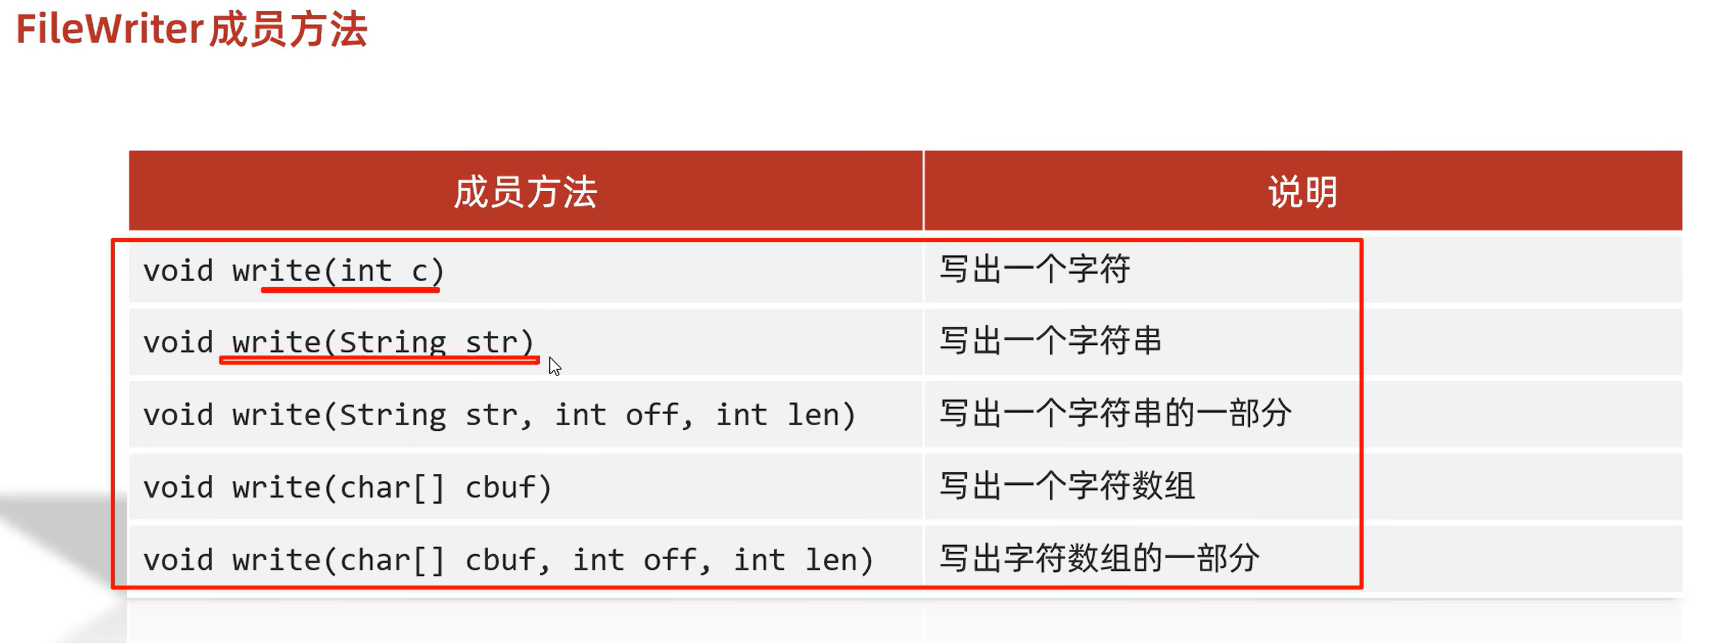 FileWriter成员方法
成员方法 说明
void write(int c) 写出一个字符
void write(String str) 写出一个字符串
void write(String str, int off, int len) 写出一个字符串的一部分
void write(char[] cbuf) 写出一个字符数组
void write(char[] cbuf, int off, int len) 写出字符数组的一部分